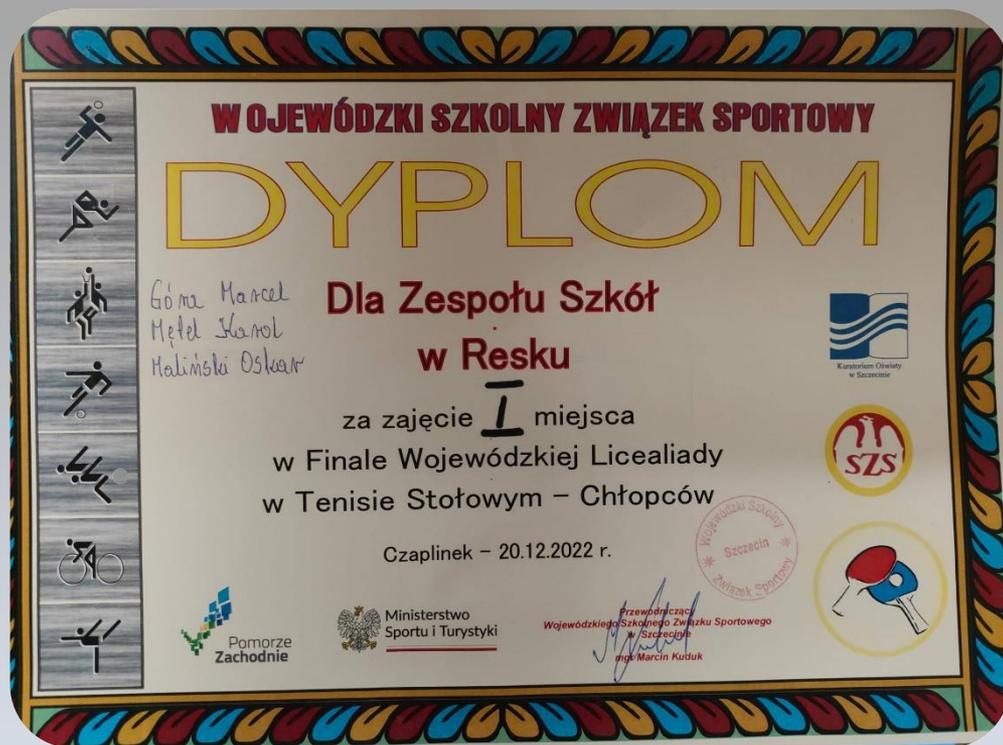 WOJEWÓDZKI SZKOLNY ZWIĄZEK SPORTOWY
DYPLOM
Góra Marcel
Mętel Karol
Maliński Oskar
Dla Zespołu Szkół
w Resku
za zajęcie I miejsca
w Finale Wojewódzkiej Licealiady
w Tenisie Stołowym – Chłopców
Czaplinek – 20.12.2022 r.
Kuratorium Oświaty
w Szczecinie
SZS
Wojewódzki Szkolny
Szczecin
Związek Sportowy
Pomorze
Zachodnie
Ministerstwo
Sportu i Turystyki
Przewodniczący
Wojewódzkiego Szkolnego Związku Sportowego
w Szczecinie
mgr Marcin Kuduk